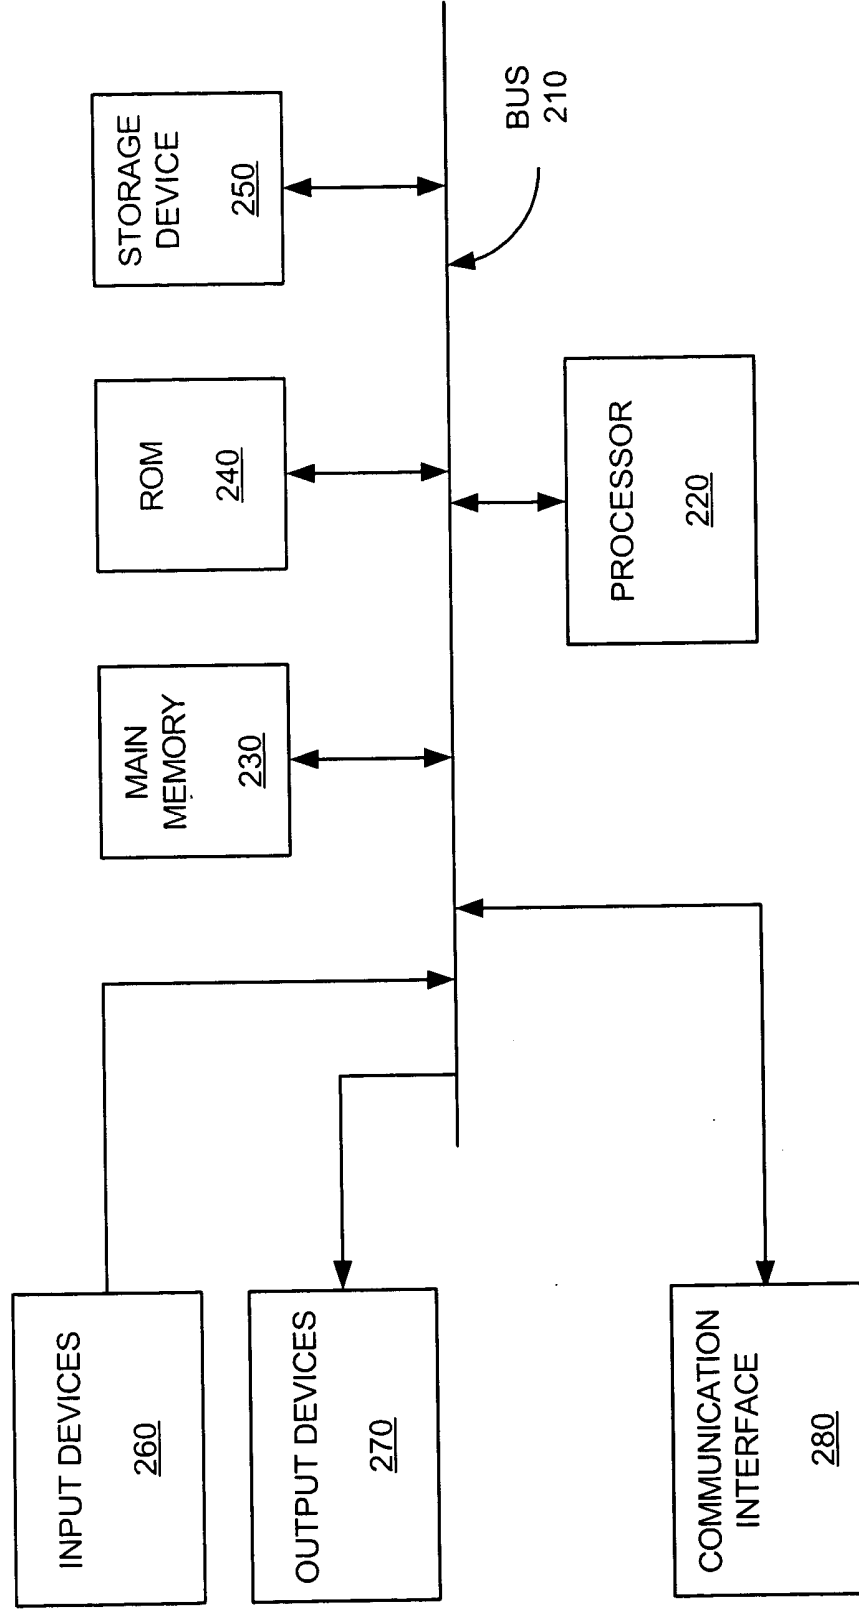 INPUT DEVICES
260
OUTPUT DEVICES
270
COMMUNICATION
INTERFACE
280
MAIN
MEMORY
230
ROM
240
STORAGE
DEVICE
250
PROCESSOR
220
BUS
210